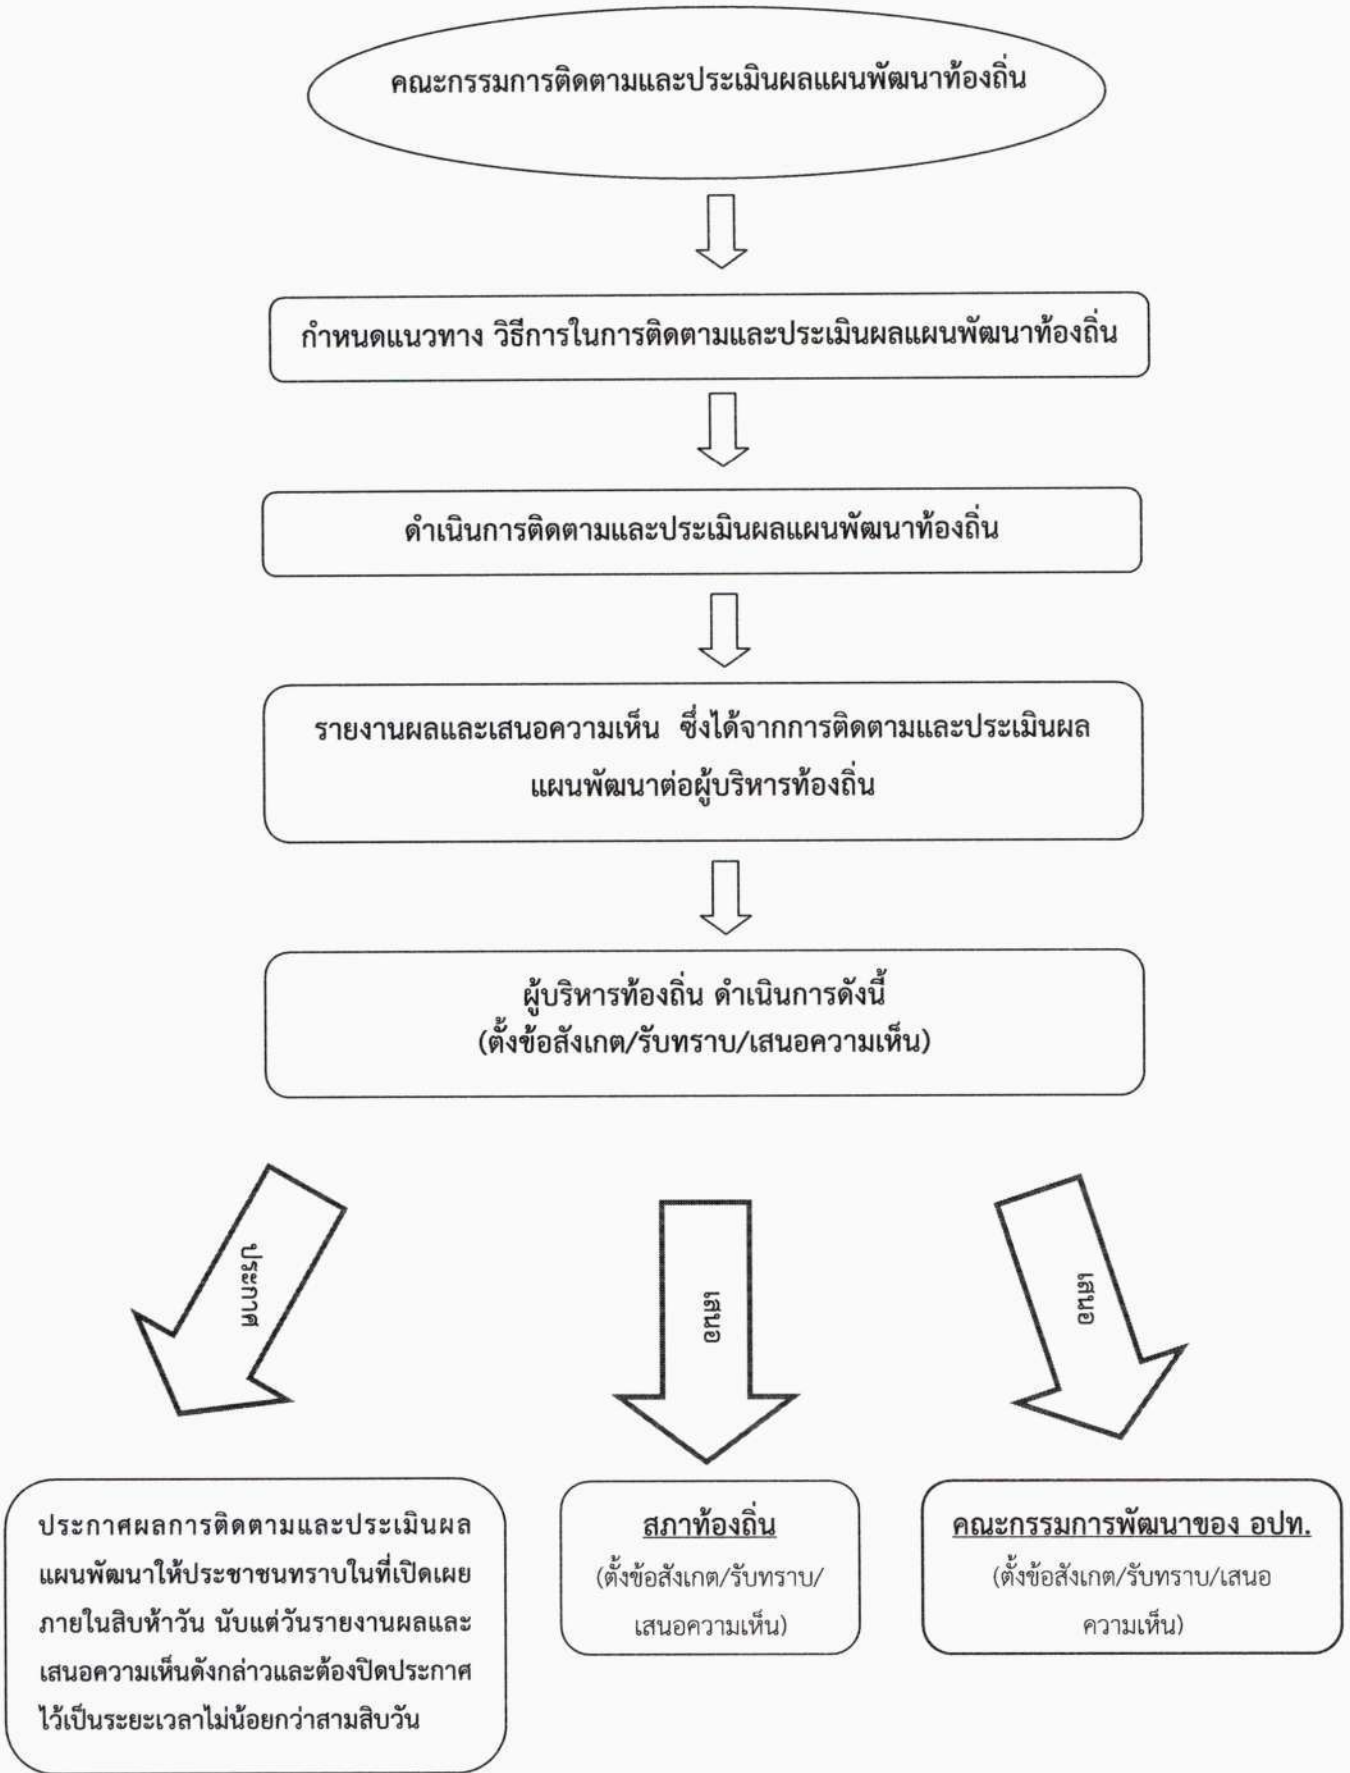 คณะกรรมการติดตามและประเมินผลแผนพัฒนาท้องถิ่น
กำหนดแนวทาง วิธีการในการติดตามและประเมินผลแผนพัฒนาท้องถิ่น
ดำเนินการติดตามและประเมินผลแผนพัฒนาท้องถิ่น
รายงานผลและเสนอความเห็น ซึ่งได้จากการติดตามและประเมินผล
แผนพัฒนาต่อผู้บริหารท้องถิ่น
ผู้บริหารท้องถิ่น ดำเนินการดังนี้
(ตั้งข้อสังเกต/รับทราบ/เสนอความเห็น)
ประกาศ
เสนอ
เสนอ
ประกาศผลการติดตามและประเมินผล
แผนพัฒนาให้ประชาชนทราบในที่เปิดเผย
ภายในสิบห้าวัน นับแต่วันรายงานผลและ
เสนอความเห็นดังกล่าวและต้องปิดประกาศ
ไว้เป็นระยะเวลาไม่น้อยกว่าสามสิบวัน
สภาท้องถิ่น
(ตั้งข้อสังเกต/รับทราบ/
เสนอความเห็น)
คณะกรรมการพัฒนาของ อปท.
(ตั้งข้อสังเกต/รับทราบ/เสนอ
ความเห็น)